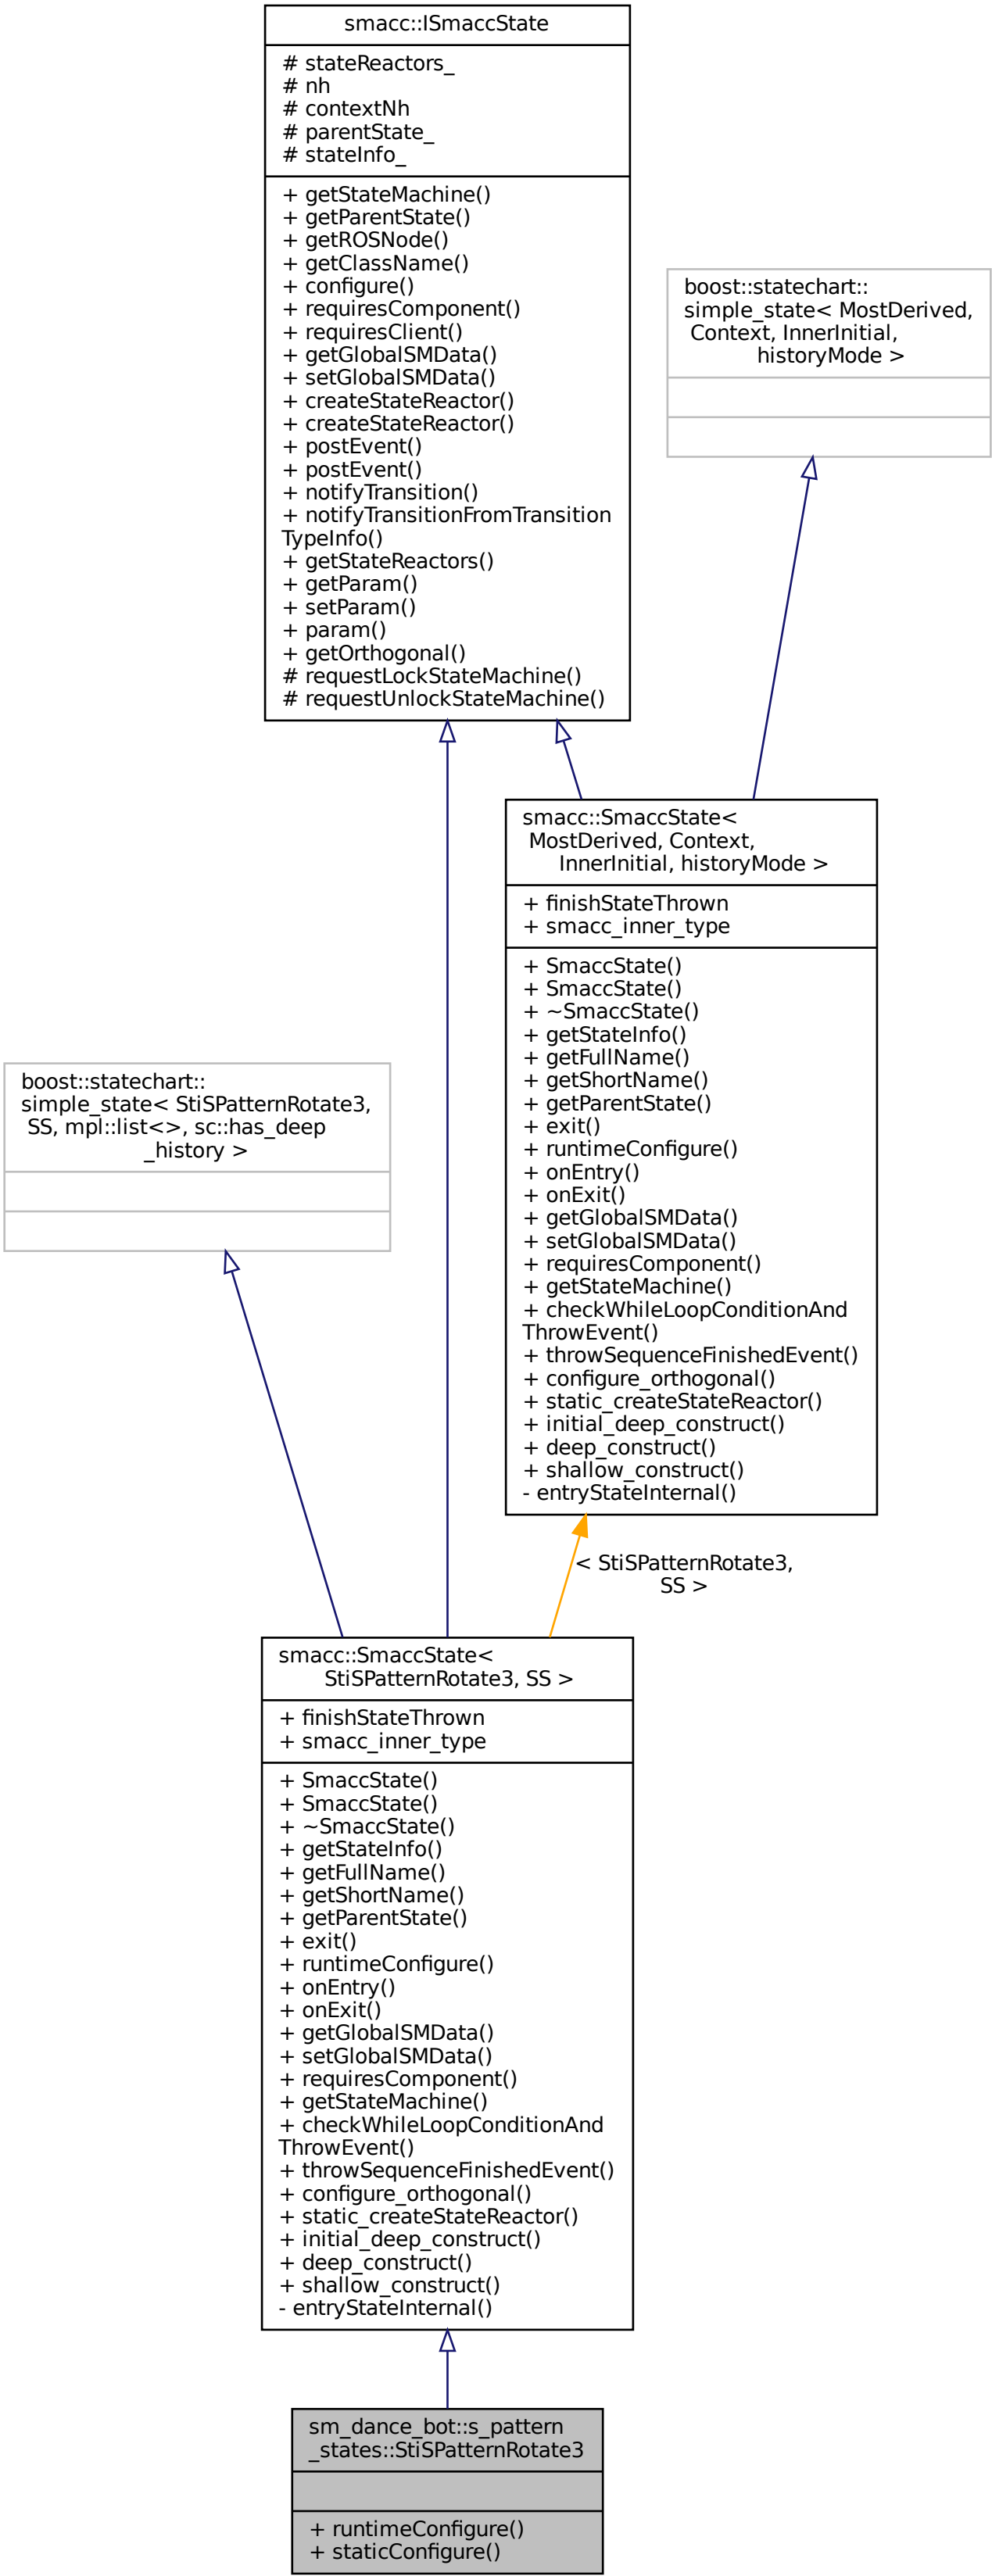 smacc::ISmaccState
# stateReactors_
# nh
# contextNh
# parentState_
# stateInfo_
+ getStateMachine()
+ getParentState()
+ getROSNode()
+ getClassName()
+ configure()
+ requiresComponent()
+ requiresClient()
+ getGlobalSMData()
+ setGlobalSMData()
+ createStateReactor()
+ createStateReactor()
+ postEvent()
+ postEvent()
+ notifyTransition()
+ notifyTransitionFromTransition
TypeInfo()
+ getStateReactors()
+ getParam()
+ setParam()
+ param()
+ getOrthogonal()
# requestLockStateMachine()
# requestUnlockStateMachine()
boost::statechart::
simple_state< MostDerived,
Context, InnerInitial,
historyMode >
smacc::SmaccState<
MostDerived, Context,
InnerInitial, historyMode >
+ finishStateThrown
+ smacc_inner_type
+ SmaccState()
+ SmaccState()
+ ~SmaccState()
+ getStateInfo()
+ getFullName()
+ getShortName()
+ getParentState()
+ exit()
+ runtimeConfigure()
+ onEntry()
+ onExit()
+ getGlobalSMData()
+ setGlobalSMData()
+ requiresComponent()
+ getStateMachine()
+ checkWhileLoopConditionAnd
ThrowEvent()
+ throwSequenceFinishedEvent()
+ configure_orthogonal()
+ static_createStateReactor()
+ initial_deep_construct()
+ deep_construct()
+ shallow_construct()
- entryStateInternal()
boost::statechart::
simple_state< StiSPatternRotate3,
SS, mpl::list<>, sc::has_deep
_history >
< StiSPatternRotate3,
SS >
smacc::SmaccState<
StiSPatternRotate3, SS >
+ finishStateThrown
+ smacc_inner_type
+ SmaccState()
+ SmaccState()
+ ~SmaccState()
+ getStateInfo()
+ getFullName()
+ getShortName()
+ getParentState()
+ exit()
+ runtimeConfigure()
+ onEntry()
+ onExit()
+ getGlobalSMData()
+ setGlobalSMData()
+ requiresComponent()
+ getStateMachine()
+ checkWhileLoopConditionAnd
ThrowEvent()
+ throwSequenceFinishedEvent()
+ configure_orthogonal()
+ static_createStateReactor()
+ initial_deep_construct()
+ deep_construct()
+ shallow_construct()
- entryStateInternal()
sm_dance_bot::s_pattern
_states::StiSPatternRotate3
+ runtimeConfigure()
+ staticConfigure()